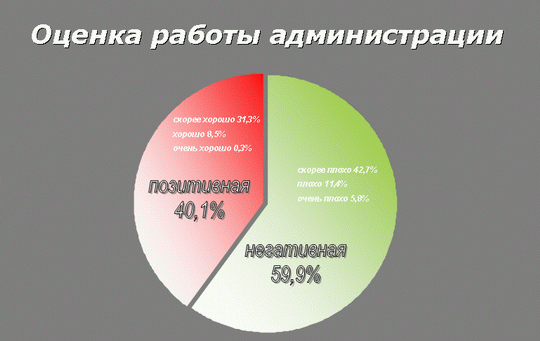 Оценка работы администрации
скорее хорошо 31,3%
хорошо 8,5%
очень хорошо 0,3%
позитивная
40,1%
скорее плохо 42,7%
плохо 11,4%
очень плохо 5,8%
негативная
59,9%